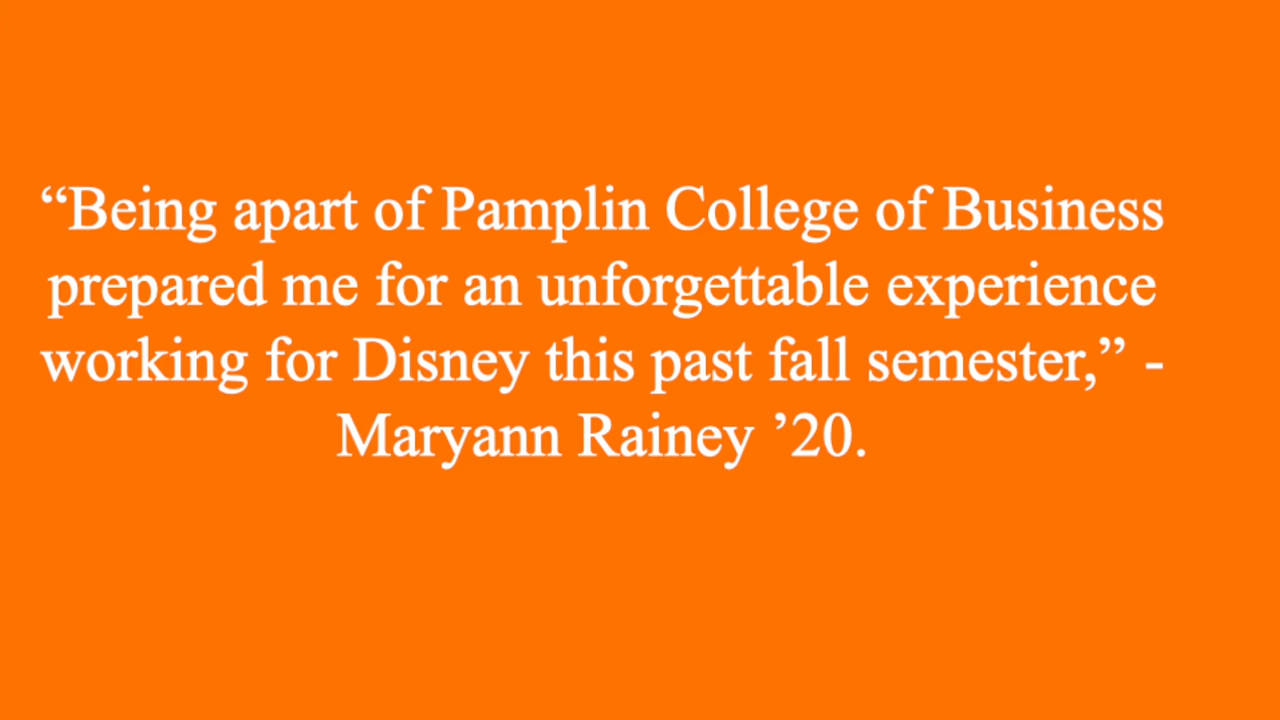 “Being apart of Pamplin College of Business
prepared me for an unforgettable experience
working for Disney this past fall semester,” -
Maryann Rainey ’20.